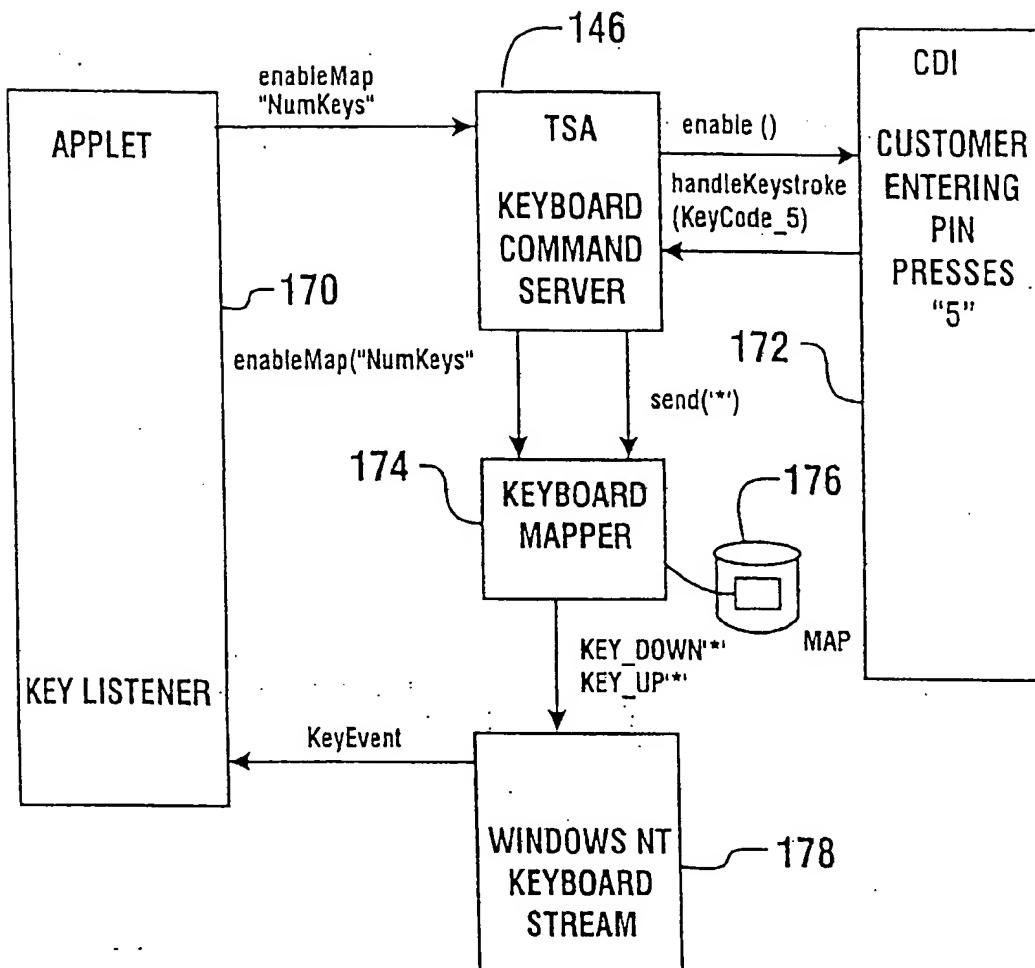 146
enableMap
"NumKeys"
APPLET
TSA
KEYBOARD
COMMAND
SERVER
enable ()
handleKeystroke
(KeyCode_5)
CDI
CUSTOMER
ENTERING
PIN
PRESSES
"5"
170
172
enableMap("NumKeys"
send('*')
174
KEYBOARD
MAPPER
176
MAP
KEY_DOWN'*'
KEY_UP'*'
KEY LISTENER
KeyEvent
WINDOWS NT
KEYBOARD
STREAM
178